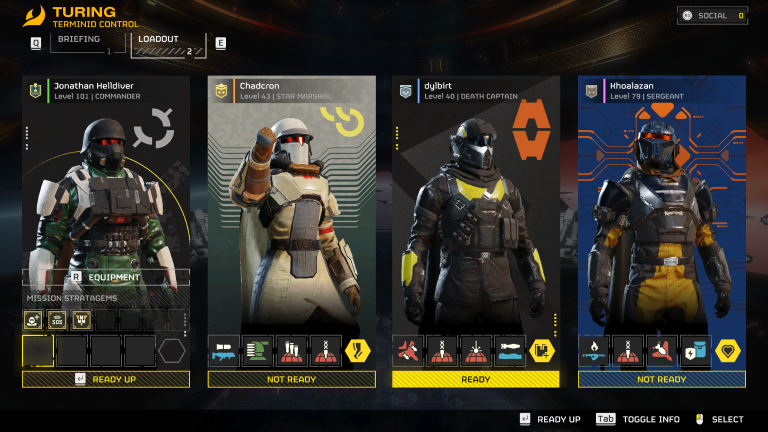 TURING
TERMINID CONTROL
SOCIAL 0
Q
BRIEFING
1
LOADOUT
2
E
Jonathan Helldiver
Level 101 | COMMANDER
Chadcron
Level 43 | STAR MARSHAL
dylbirt
Level 40 | DEATH CAPTAIN
Khoalazan
Level 79 | SERGEANT
R EQUIPMENT
MISSION STRATAGEMS
SOS
READY UP
NOT READY
READY
NOT READY
READY UP
Tab TOGGLE INFO
SELECT